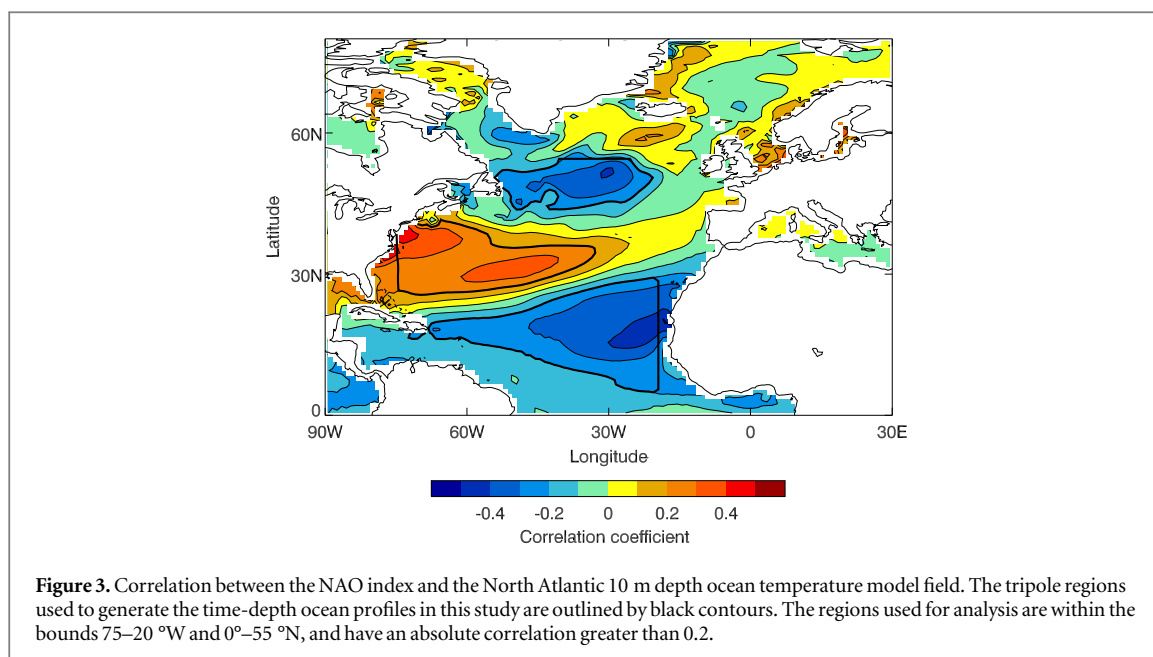 60N
30N
0
Latitude
90W 60W 30W 0 30E
Longitude
-0.4 -0.2 0 0.2 0.4
Correlation coefficient
Figure 3. Correlation between the NAO index and the North Atlantic 10 m depth ocean temperature model field. The tripole regions
used to generate the time-depth ocean profiles in this study are outlined by black contours. The regions used for analysis are within the
bounds 75–20 °W and 0°–55 °N, and have an absolute correlation greater than 0.2.